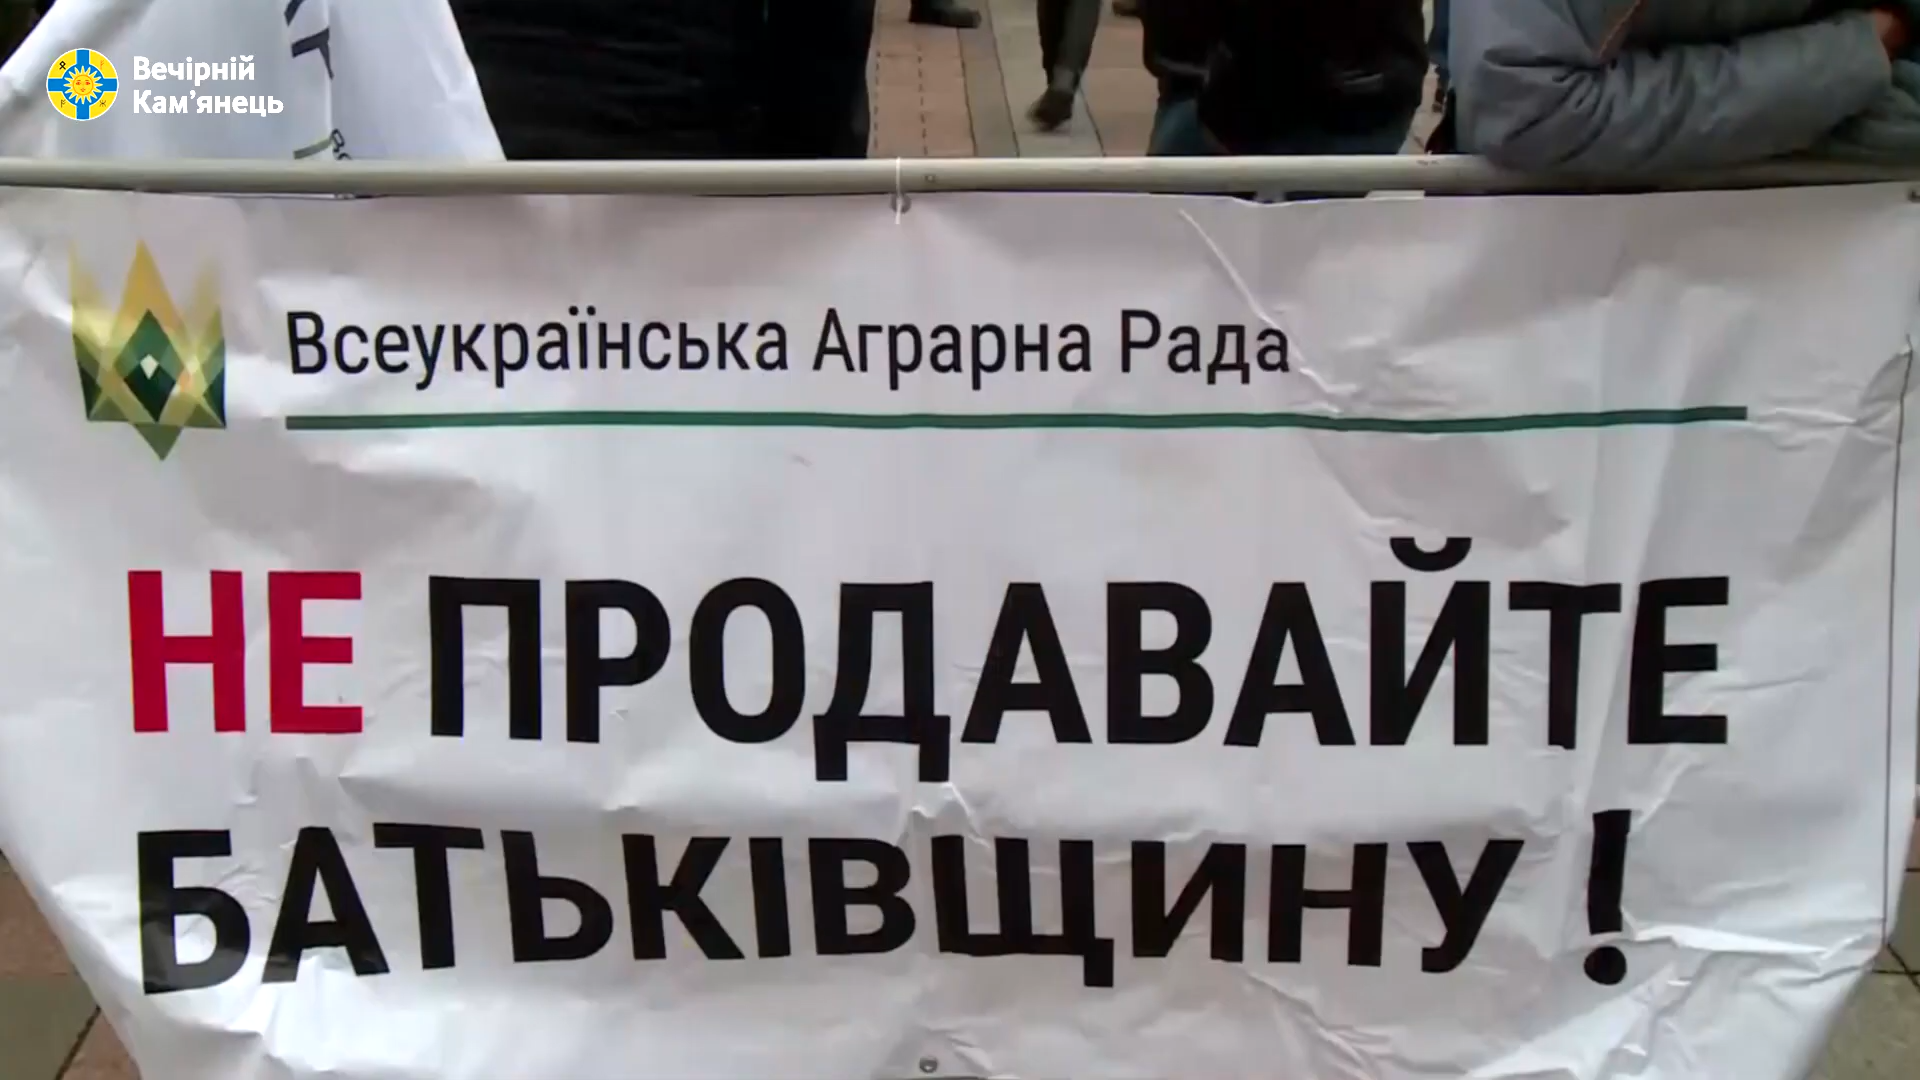 Вечірній
Кам'янець
Всеукраїнська Аграрна Рада
НЕ ПРОДАВАЙТЕ
БАТЬКІВЩИНУ !